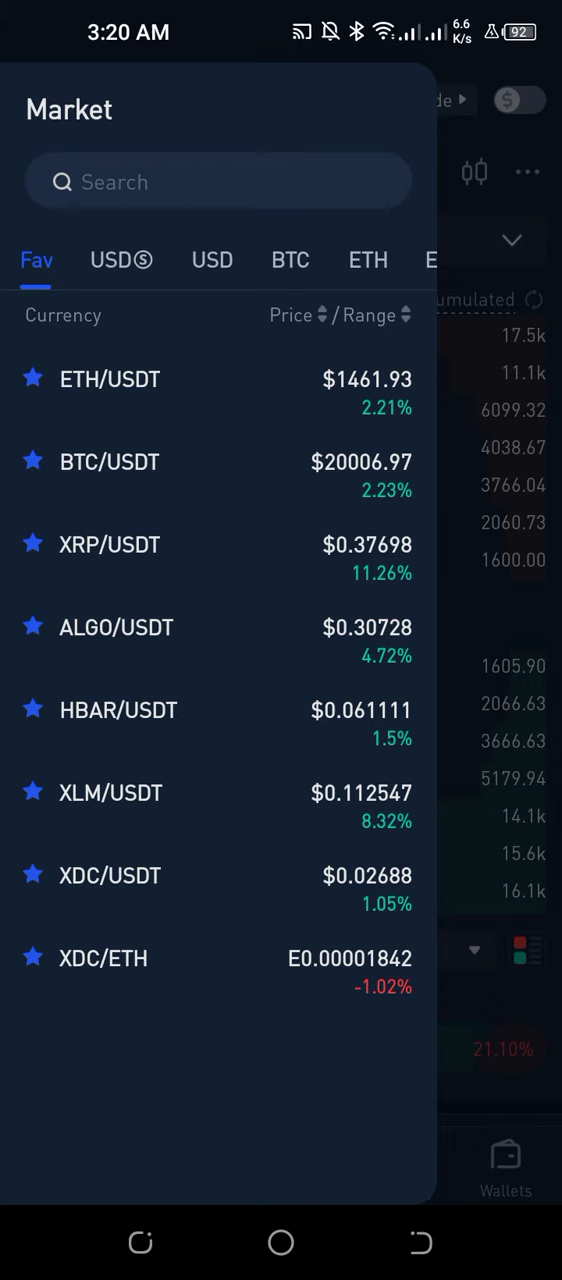 3:20 AM
6.6 K/s
92
Market
de
$
Search
Fav USDⓈ USD BTC ETH E
umulated
Currency Price / Range
17.5k
11.1k
ETH/USDT $1461.93
2.21%
6099.32
4038.67
BTC/USDT $20006.97
2.23%
3766.04
2060.73
XRP/USDT $0.37698
11.26%
1600.00
ALGO/USDT $0.30728
4.72%
1605.90
HBAR/USDT $0.061111
1.5%
2066.63
3666.63
XLM/USDT $0.112547
8.32%
5179.94
14.1k
15.6k
XDC/USDT $0.02688
1.05%
16.1k
XDC/ETH E0.00001842
-1.02%
21.10%
Wallets